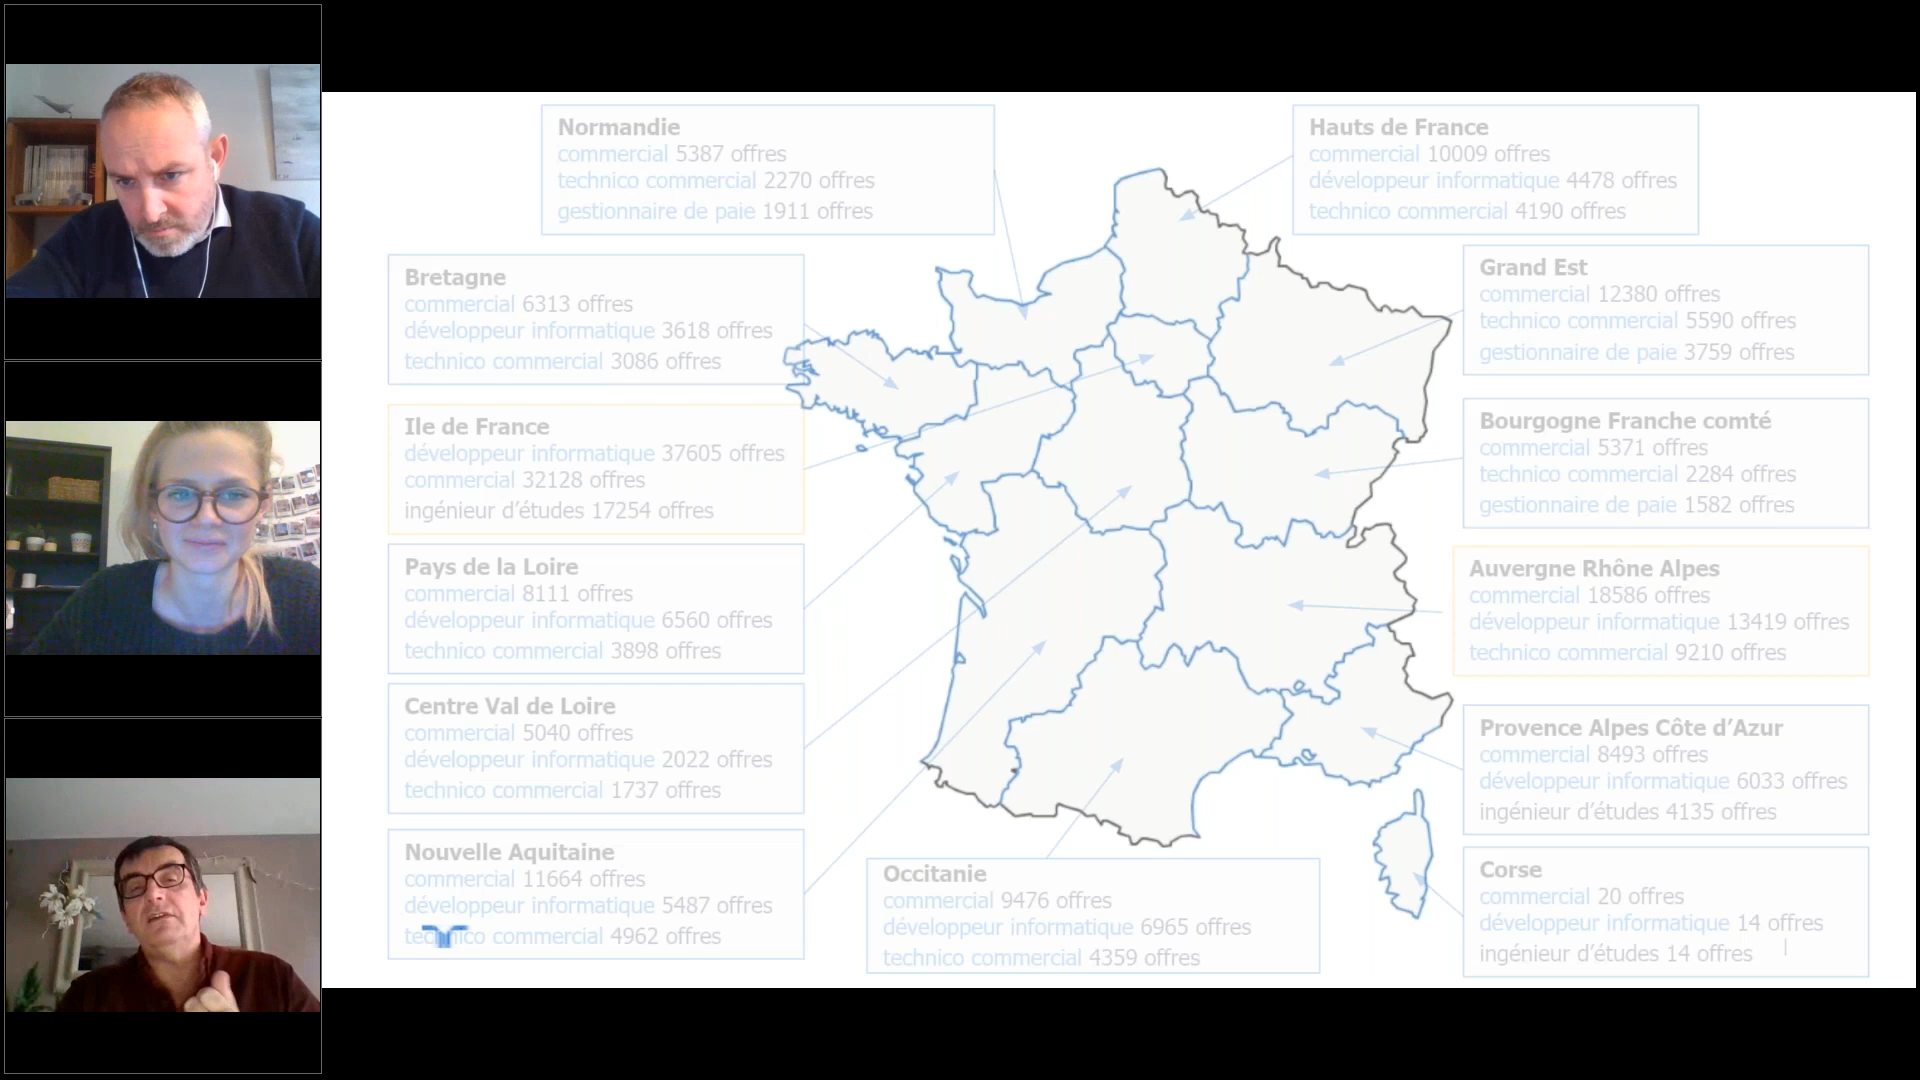 Normandie
commercial 5387 offres
technico commercial 2270 offres
gestionnaire de paie 1911 offres
Hauts de France
commercial 10009 offres
développeur informatique 4478 offres
technico commercial 4190 offres
Bretagne
commercial 6313 offres
développeur informatique 3618 offres
technico commercial 3086 offres
Grand Est
commercial 12380 offres
technico commercial 5590 offres
gestionnaire de paie 3759 offres
Ile de France
développeur informatique 37605 offres
commercial 32128 offres
ingénieur d’études 17254 offres
Bourgogne Franche comté
commercial 5371 offres
technico commercial 2284 offres
gestionnaire de paie 1582 offres
Pays de la Loire
commercial 8111 offres
développeur informatique 6560 offres
technico commercial 3898 offres
Auvergne Rhône Alpes
commercial 18586 offres
développeur informatique 13419 offres
technico commercial 9210 offres
Centre Val de Loire
commercial 5040 offres
développeur informatique 2022 offres
technico commercial 1737 offres
Provence Alpes Côte d’Azur
commercial 8493 offres
développeur informatique 6033 offres
ingénieur d’études 4135 offres
Nouvelle Aquitaine
commercial 11664 offres
développeur informatique 5487 offres
technico commercial 4962 offres
Occitanie
commercial 9476 offres
développeur informatique 6965 offres
technico commercial 4359 offres
Corse
commercial 20 offres
développeur informatique 14 offres
ingénieur d’études 14 offres